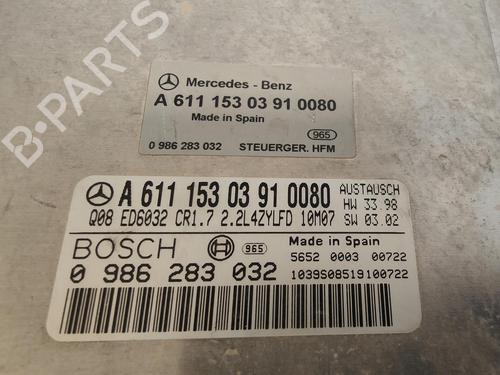 B-PARTS
Mercedes - Benz
A 611 153 03 91 0080
Made in Spain
965
0 986 283 032 STEUERGER. HFM
A 611 153 03 91 0080 AUSTAUSCH
HW 33.98
Q08 ED6032 CR1.7 2.2L4ZYLFD 10M07 SW 03.02
BOSCH 965 Made in Spain
5652 0003 00722
0 986 283 032 1039S08519100722